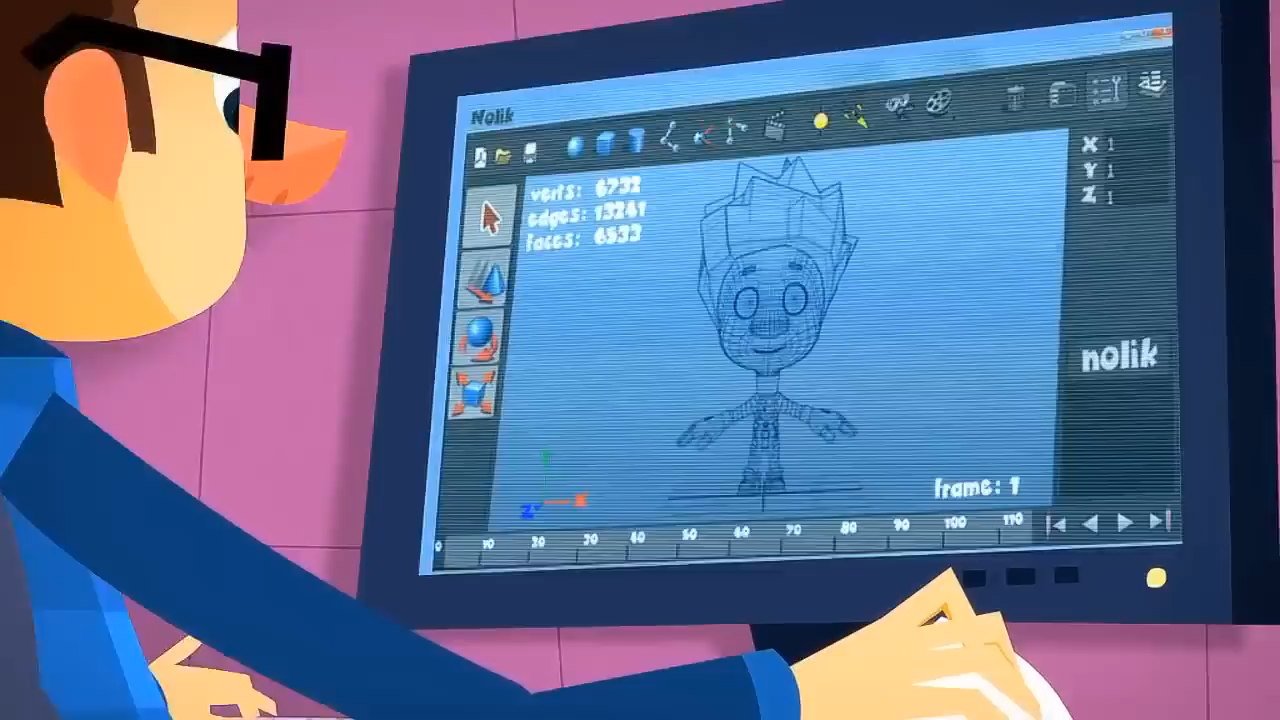 Nolik
verts: 6732
edges: 13261
faces: 6533
X 1
Y 1
Z 1
nolik
Z Y X
frame: 1
0 10 20 30 40 50 60 70 80 90 100 110